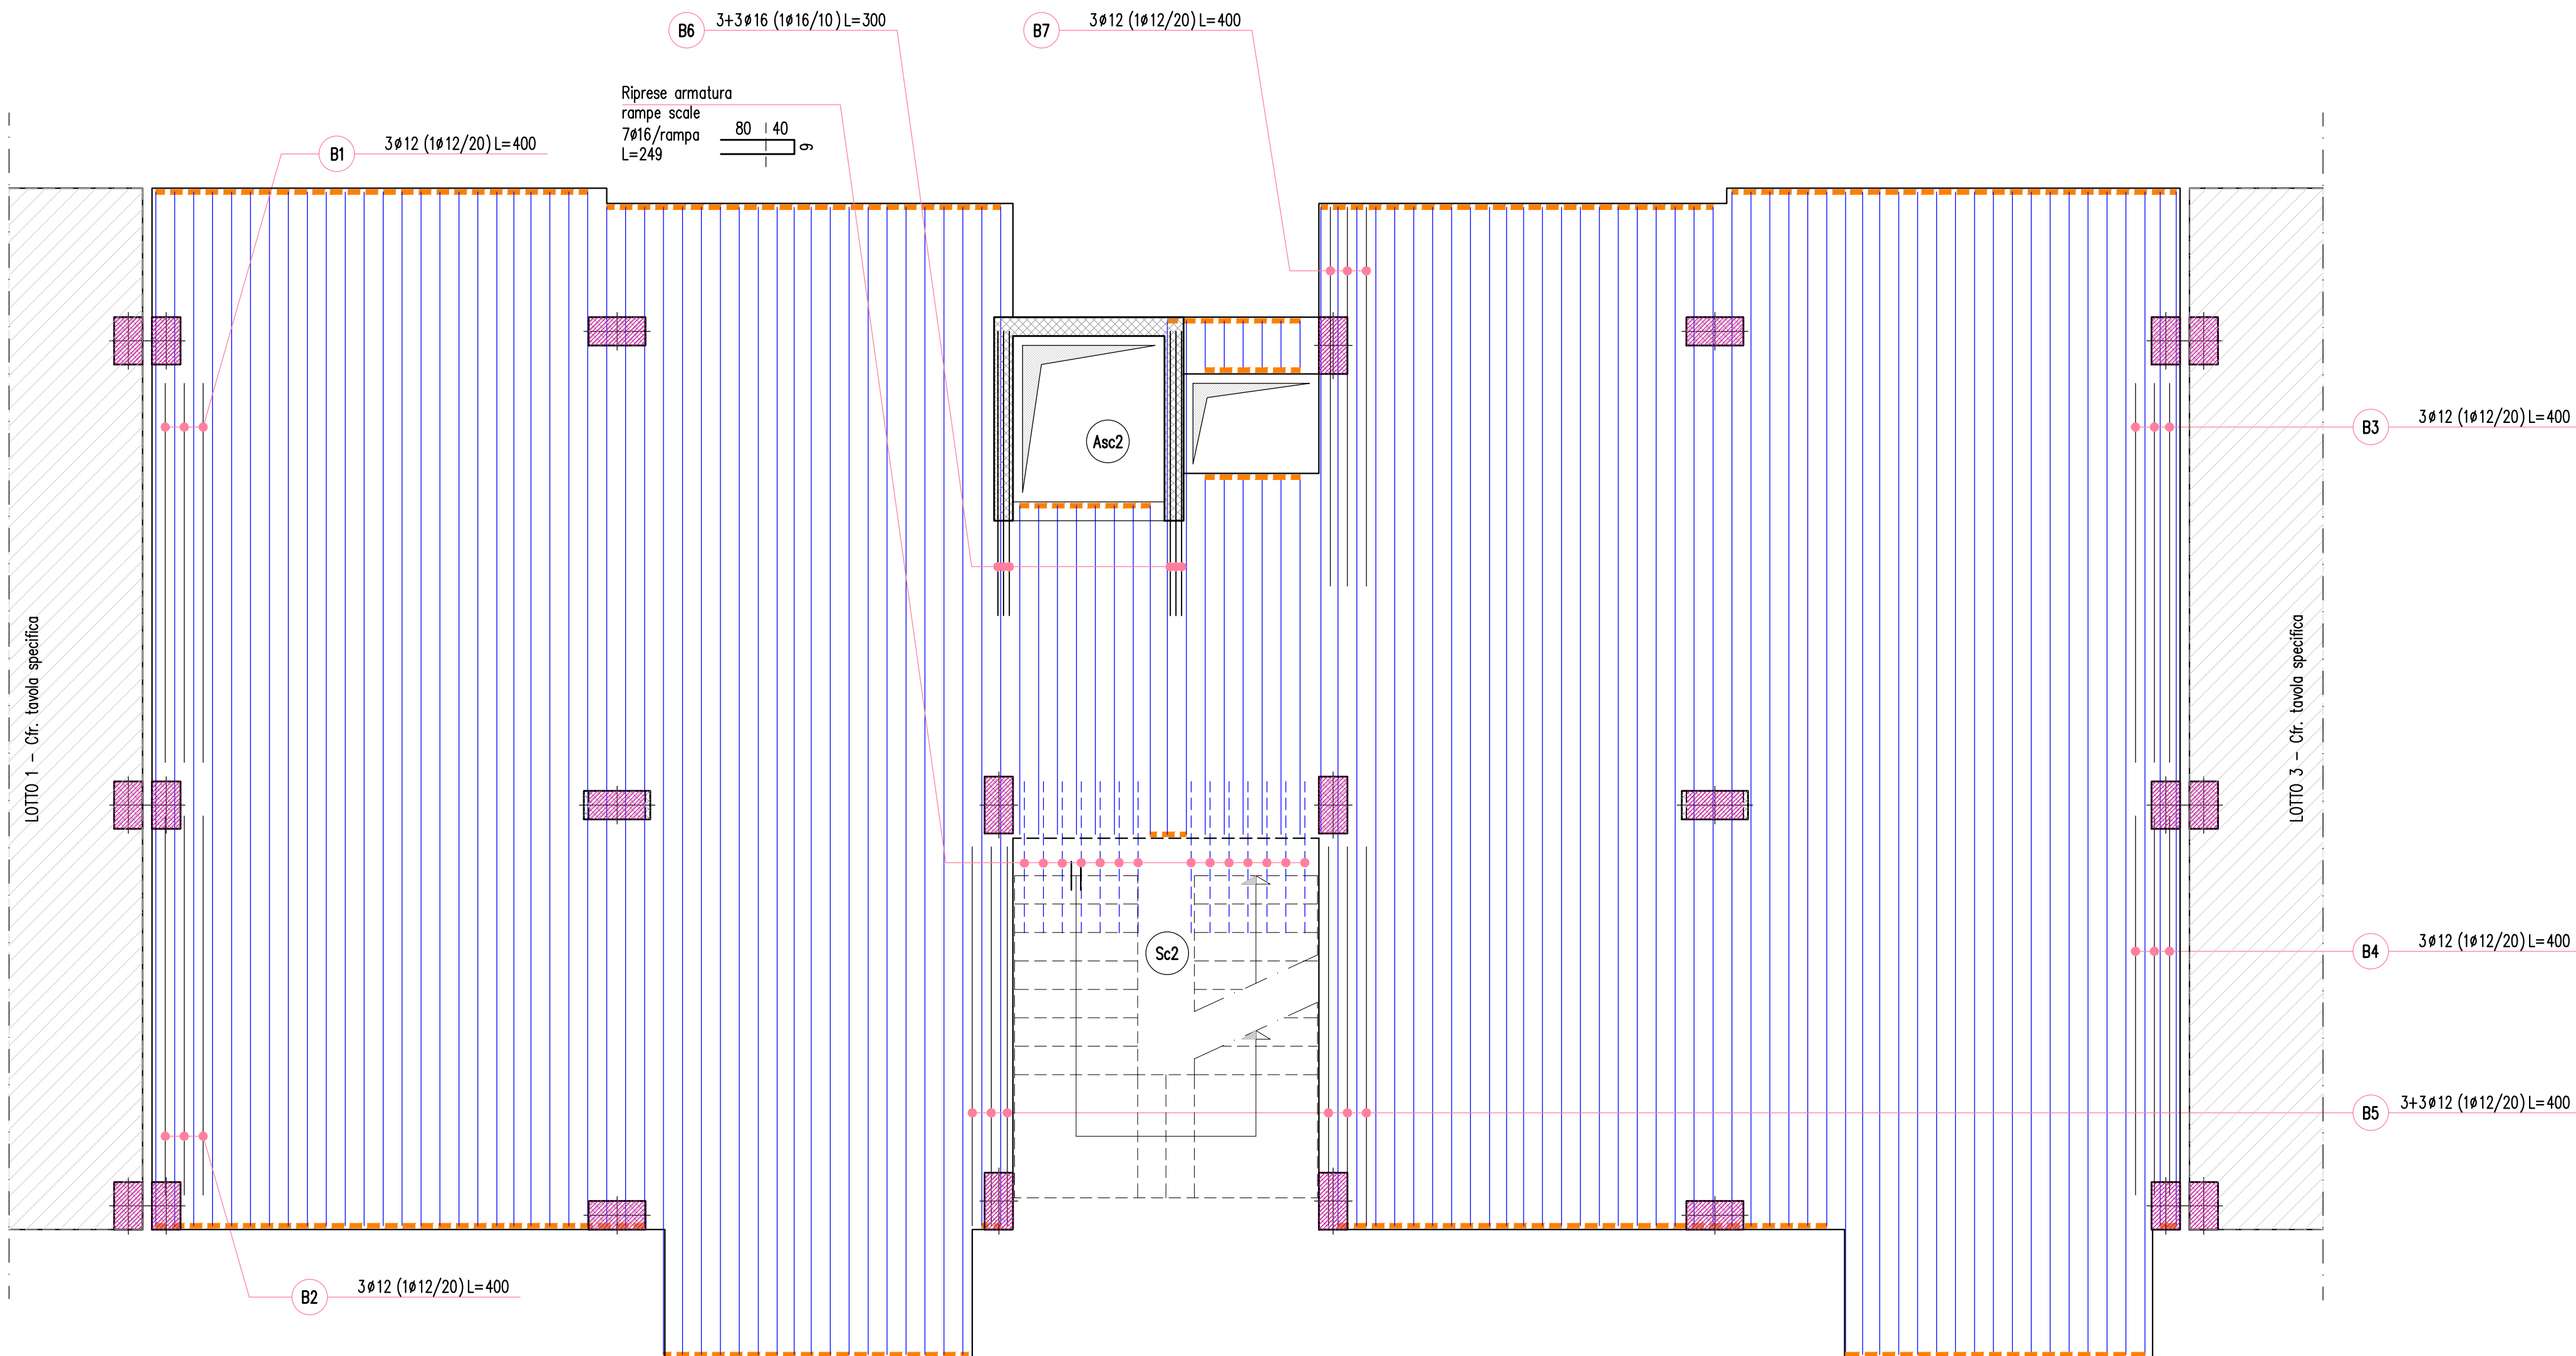 B6 3+3ø16 (1ø16/10) L=300
B7 3ø12 (1ø12/20) L=400
Riprese armatura
rampe scale
7ø16/rampa
L=249
80 40
9
B1 3ø12 (1ø12/20) L=400
Asc2
B3 3ø12 (1ø12/20) L=400
LOTTO 1 - Cfr. tavola specifica
LOTTO 3 - Cfr. tavola specifica
Sc2
B4 3ø12 (1ø12/20) L=400
B5 3+3ø12 (1ø12/20) L=400
B2 3ø12 (1ø12/20) L=400